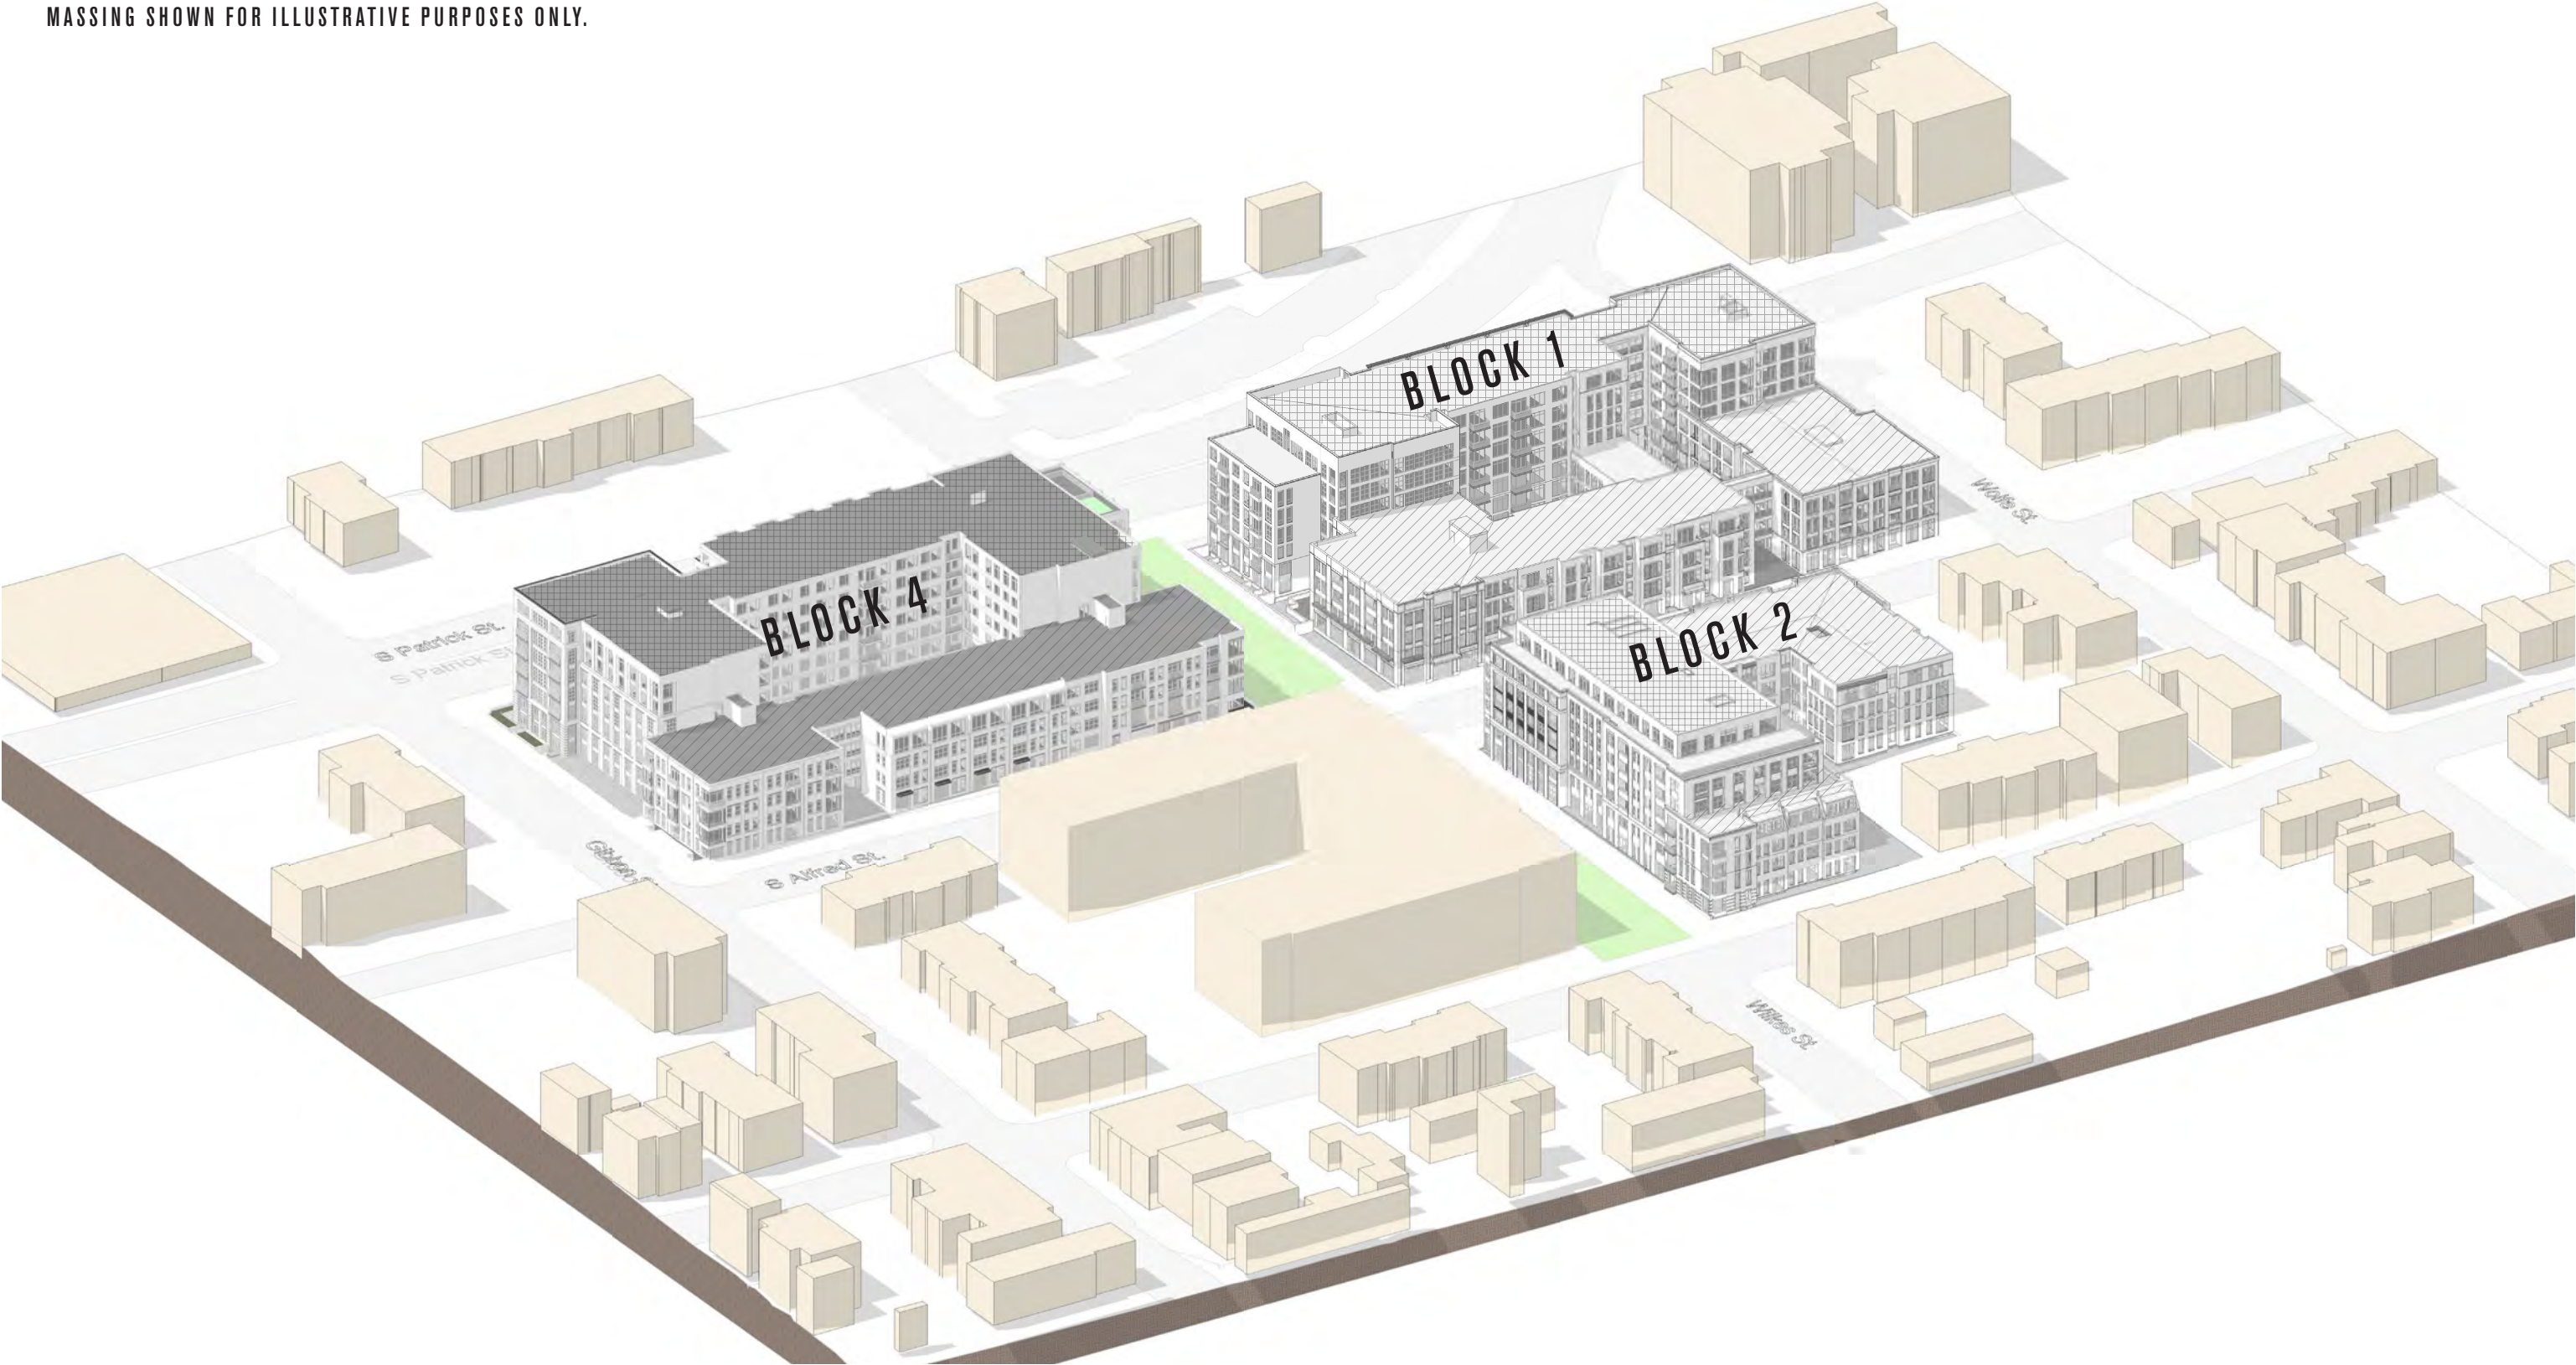 MASSING SHOWN FOR ILLUSTRATIVE PURPOSES ONLY.
BLOCK 1
Wolfe St
BLOCK 4
BLOCK 2
S Patrick St.
S Patrick St
S Alfred St.
Wilkes St